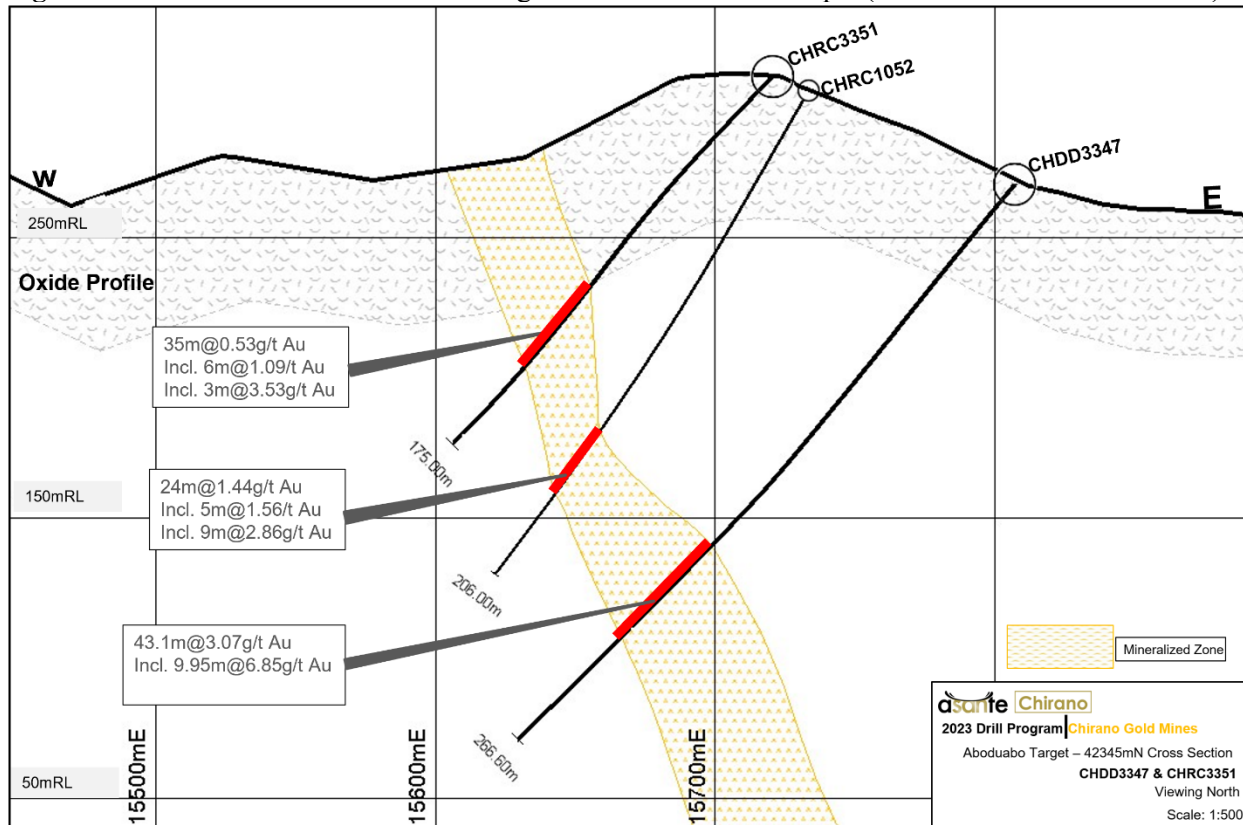 CHRC3351
CHRC1052
CHDD3347
W
E
250mRL
Oxide Profile
35m@0.53g/t Au
Incl. 6m@1.09/t Au
Incl. 3m@3.53g/t Au
175.00m
150mRL
24m@1.44g/t Au
Incl. 5m@1.56/t Au
Incl. 9m@2.86g/t Au
206.00m
43.1m@3.07g/t Au
Incl. 9.95m@6.85g/t Au
266.60m
Mineralized Zone
50mRL
15500mE
15600mE
15700mE
asante Chirano
2023 Drill Program Chirano Gold Mines
Aboduabo Target – 42345mN Cross Section
CHDD3347 & CHRC3351
Viewing North
Scale: 1:500